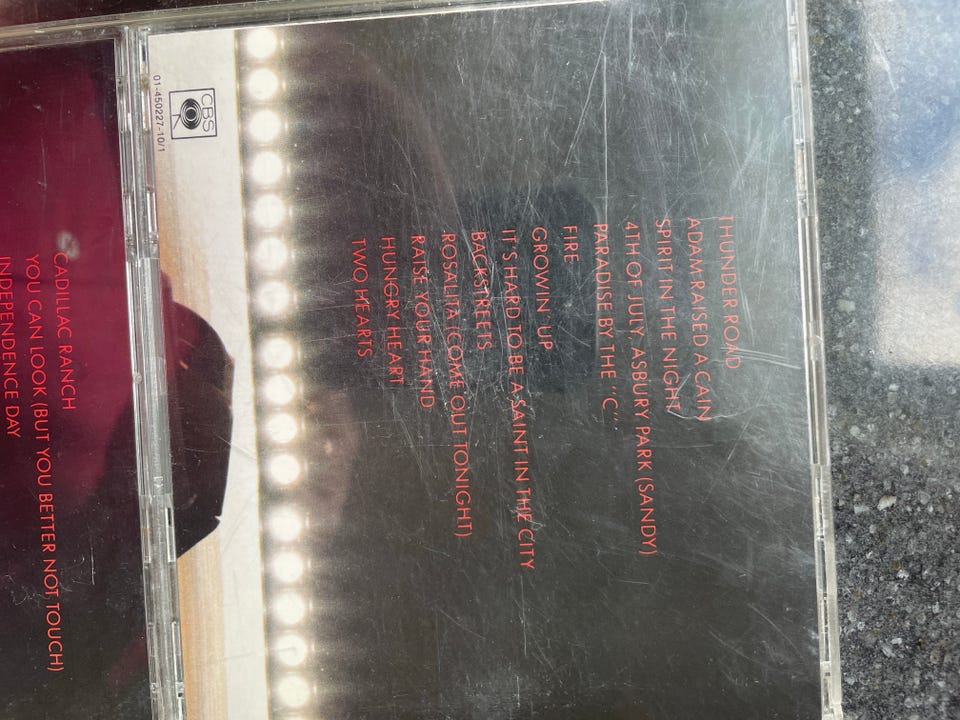 THUNDER ROAD
ADAM RAISED A CAIN
SPIRIT IN THE NIGHT
4TH OF JULY, ASBURY PARK (SANDY)
PARADISE BY THE "C"
FIRE
GROWIN' UP
IT'S HARD TO BE A SAINT IN THE CITY
BACKSTREETS
ROSALITA (COME OUT TONIGHT)
RAISE YOUR HAND
HUNGRY HEART
TWO HEARTS
CBS
01-450227-10/1
CADILLAC RANCH
YOU CAN LOOK (BUT YOU BETTER NOT TOUCH)
INDEPENDENCE DAY